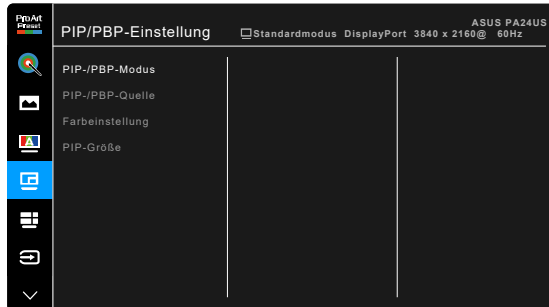 ProArt
Preset
PIP/PBP-Einstellung
Standardmodus DisplayPort 3840 x 2160@ 60Hz
ASUS PA24US
PIP-/PBP-Modus
PIP-/PBP-Quelle
Farbeinstellung
PIP-Größe
A